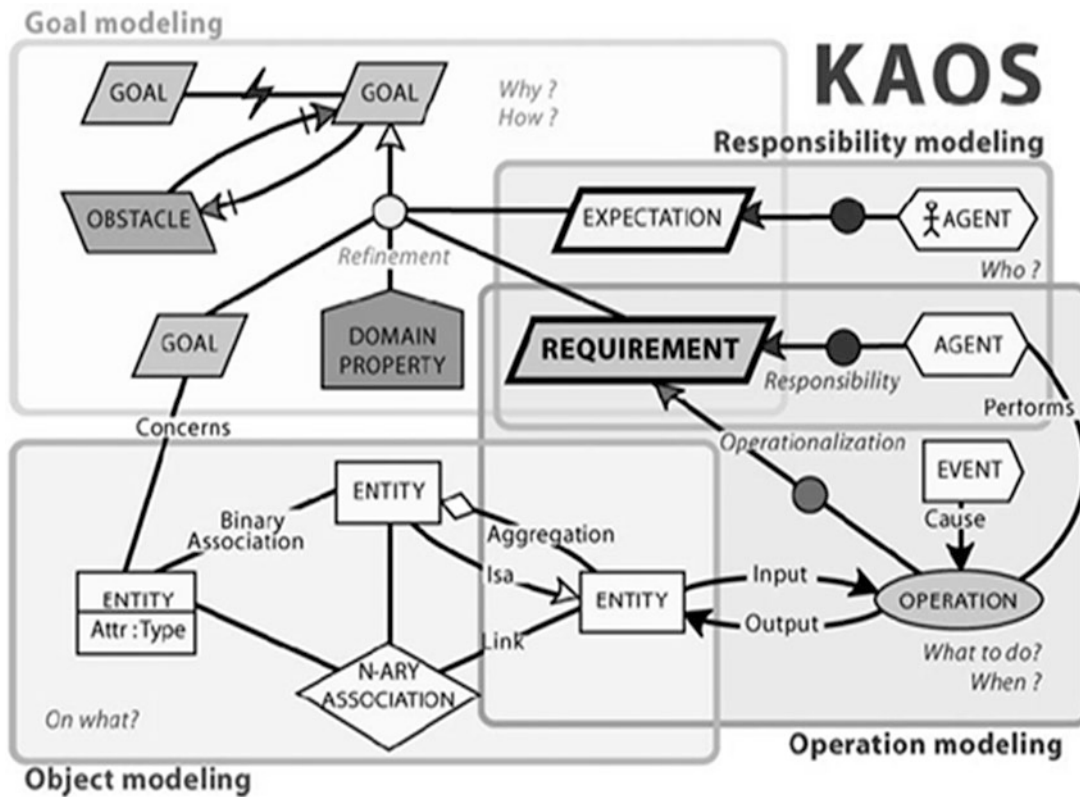 Goal modeling
KAOS
GOAL
GOAL
Why ?
How ?
Responsibility modeling
OBSTACLE
EXPECTATION
AGENT
Refinement
Who ?
GOAL
DOMAIN
PROPERTY
REQUIREMENT
AGENT
Responsibility
Performs
Concerns
Operationalization
EVENT
ENTITY
Cause
Binary
Association
Aggregation
Isa
Input
ENTITY
Attr : Type
ENTITY
OPERATION
Output
Link
What to do?
When ?
N-ARY
ASSOCIATION
On what?
Operation modeling
Object modeling